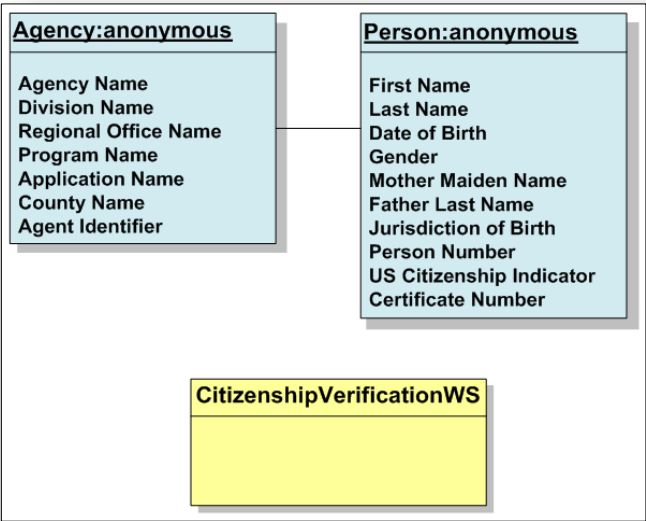 Agency:anonymous
Agency Name
Division Name
Regional Office Name
Program Name
Application Name
County Name
Agent Identifier
Person:anonymous
First Name
Last Name
Date of Birth
Gender
Mother Maiden Name
Father Last Name
Jurisdiction of Birth
Person Number
US Citizenship Indicator
Certificate Number
CitizenshipVerificationWS